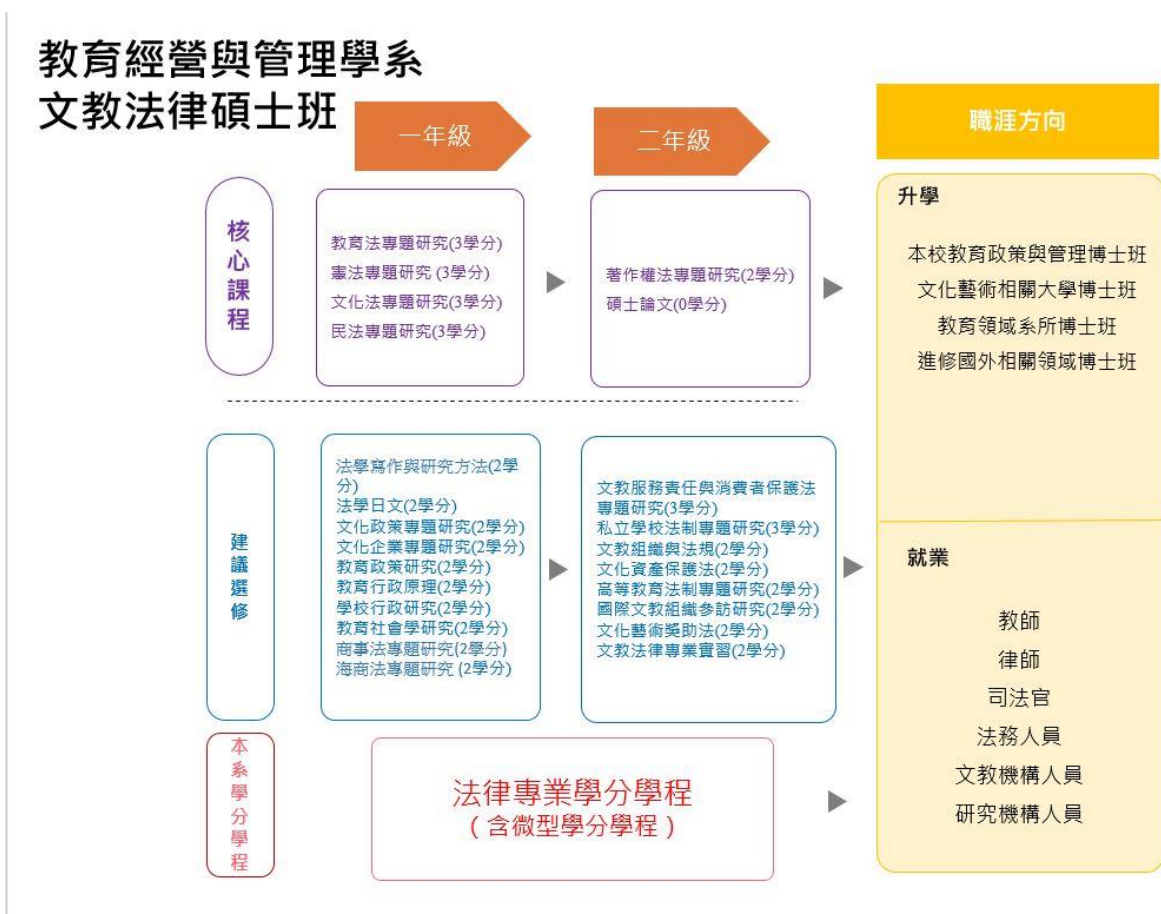 教育經營與管理學系
文教法律碩士班
一年級
二年級
職涯方向
核心課程
教育法專題研究(3學分)
憲法專題研究 (3學分)
文化法專題研究(3學分)
民法專題研究(3學分)
著作權法專題研究(2學分)
碩士論文(0學分)
升學
本校教育政策與管理博士班
文化藝術相關大學博士班
教育領域系所博士班
進修國外相關領域博士班
建議選修
法學寫作與研究方法(2學
分)
法學日文(2學分)
文化政策專題研究(2學分)
文化企業專題研究(2學分)
教育政策研究(2學分)
教育行政原理(2學分)
學校行政研究(2學分)
教育社會學研究(2學分)
商事法專題研究(2學分)
海商法專題研究 (2學分)
文教服務責任與消費者保護法
專題研究(3學分)
私立學校法制專題研究(3學分)
文教組織與法規(2學分)
文化資產保護法(2學分)
高等教育法制專題研究(2學分)
國際文教組織參訪研究(2學分)
文化藝術獎助法(2學分)
文教法律專業實習(2學分)
就業
教師
律師
司法官
法務人員
文教機構人員
研究機構人員
本系學分學程
法律專業學分學程
(含微型學分學程)